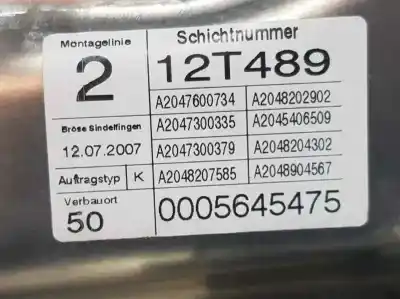 Montagelinie
Schichtnummer
2
12T489
A2047600734 A2048202902
Bröse Sindelfingen
A2047300335 A2045406509
12.07.2007
A2047300379 A2048204302
Auftragstyp K
A2048207585 A2048904567
Verbauort
50
0005645475